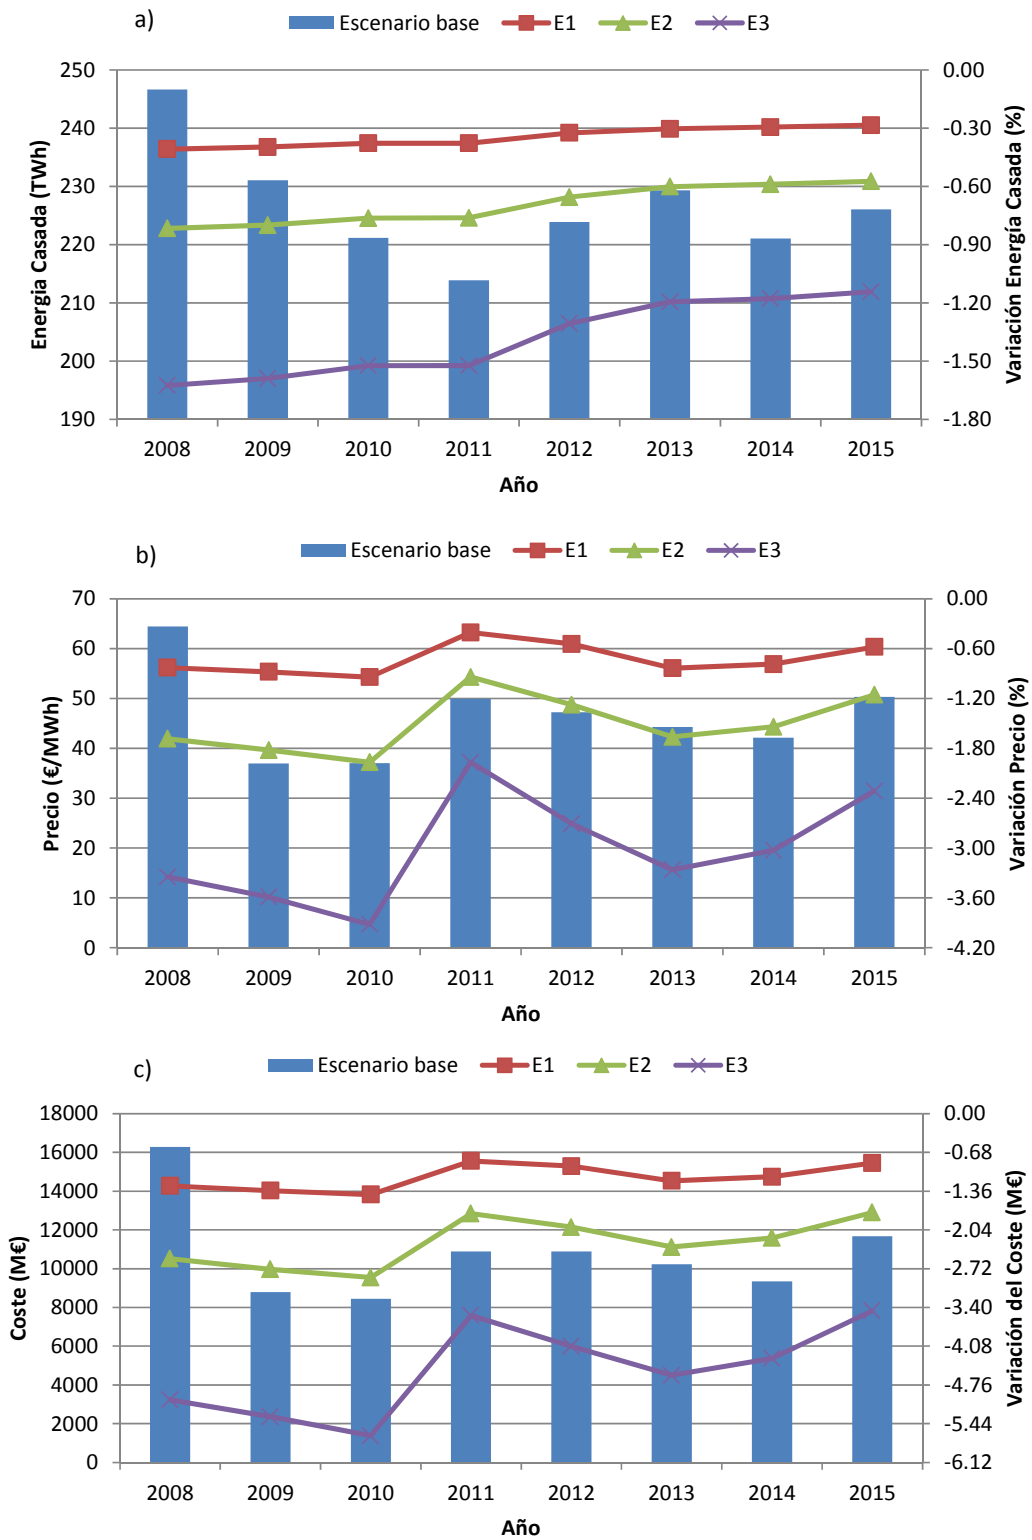 a)
Escenario base E1 E2 E3
250 0.00
240 -0.30
230 -0.60
220 -0.90
210 -1.20
200 -1.50
190 -1.80
Energía Casada (TWh)
Variación Energía Casada (%)
2008 2009 2010 2011 2012 2013 2014 2015
Año
b)
Escenario base E1 E2 E3
70 0.00
60 -0.60
50 -1.20
40 -1.80
30 -2.40
20 -3.00
10 -3.60
0 -4.20
Precio (€/MWh)
Variación Precio (%)
2008 2009 2010 2011 2012 2013 2014 2015
Año
c)
Escenario base E1 E2 E3
18000 0.00
16000 -0.68
14000 -1.36
12000 -2.04
10000 -2.72
8000 -3.40
6000 -4.08
4000 -4.76
2000 -5.44
0 -6.12
Coste (M€)
Variación del Coste (M€)
2008 2009 2010 2011 2012 2013 2014 2015
Año